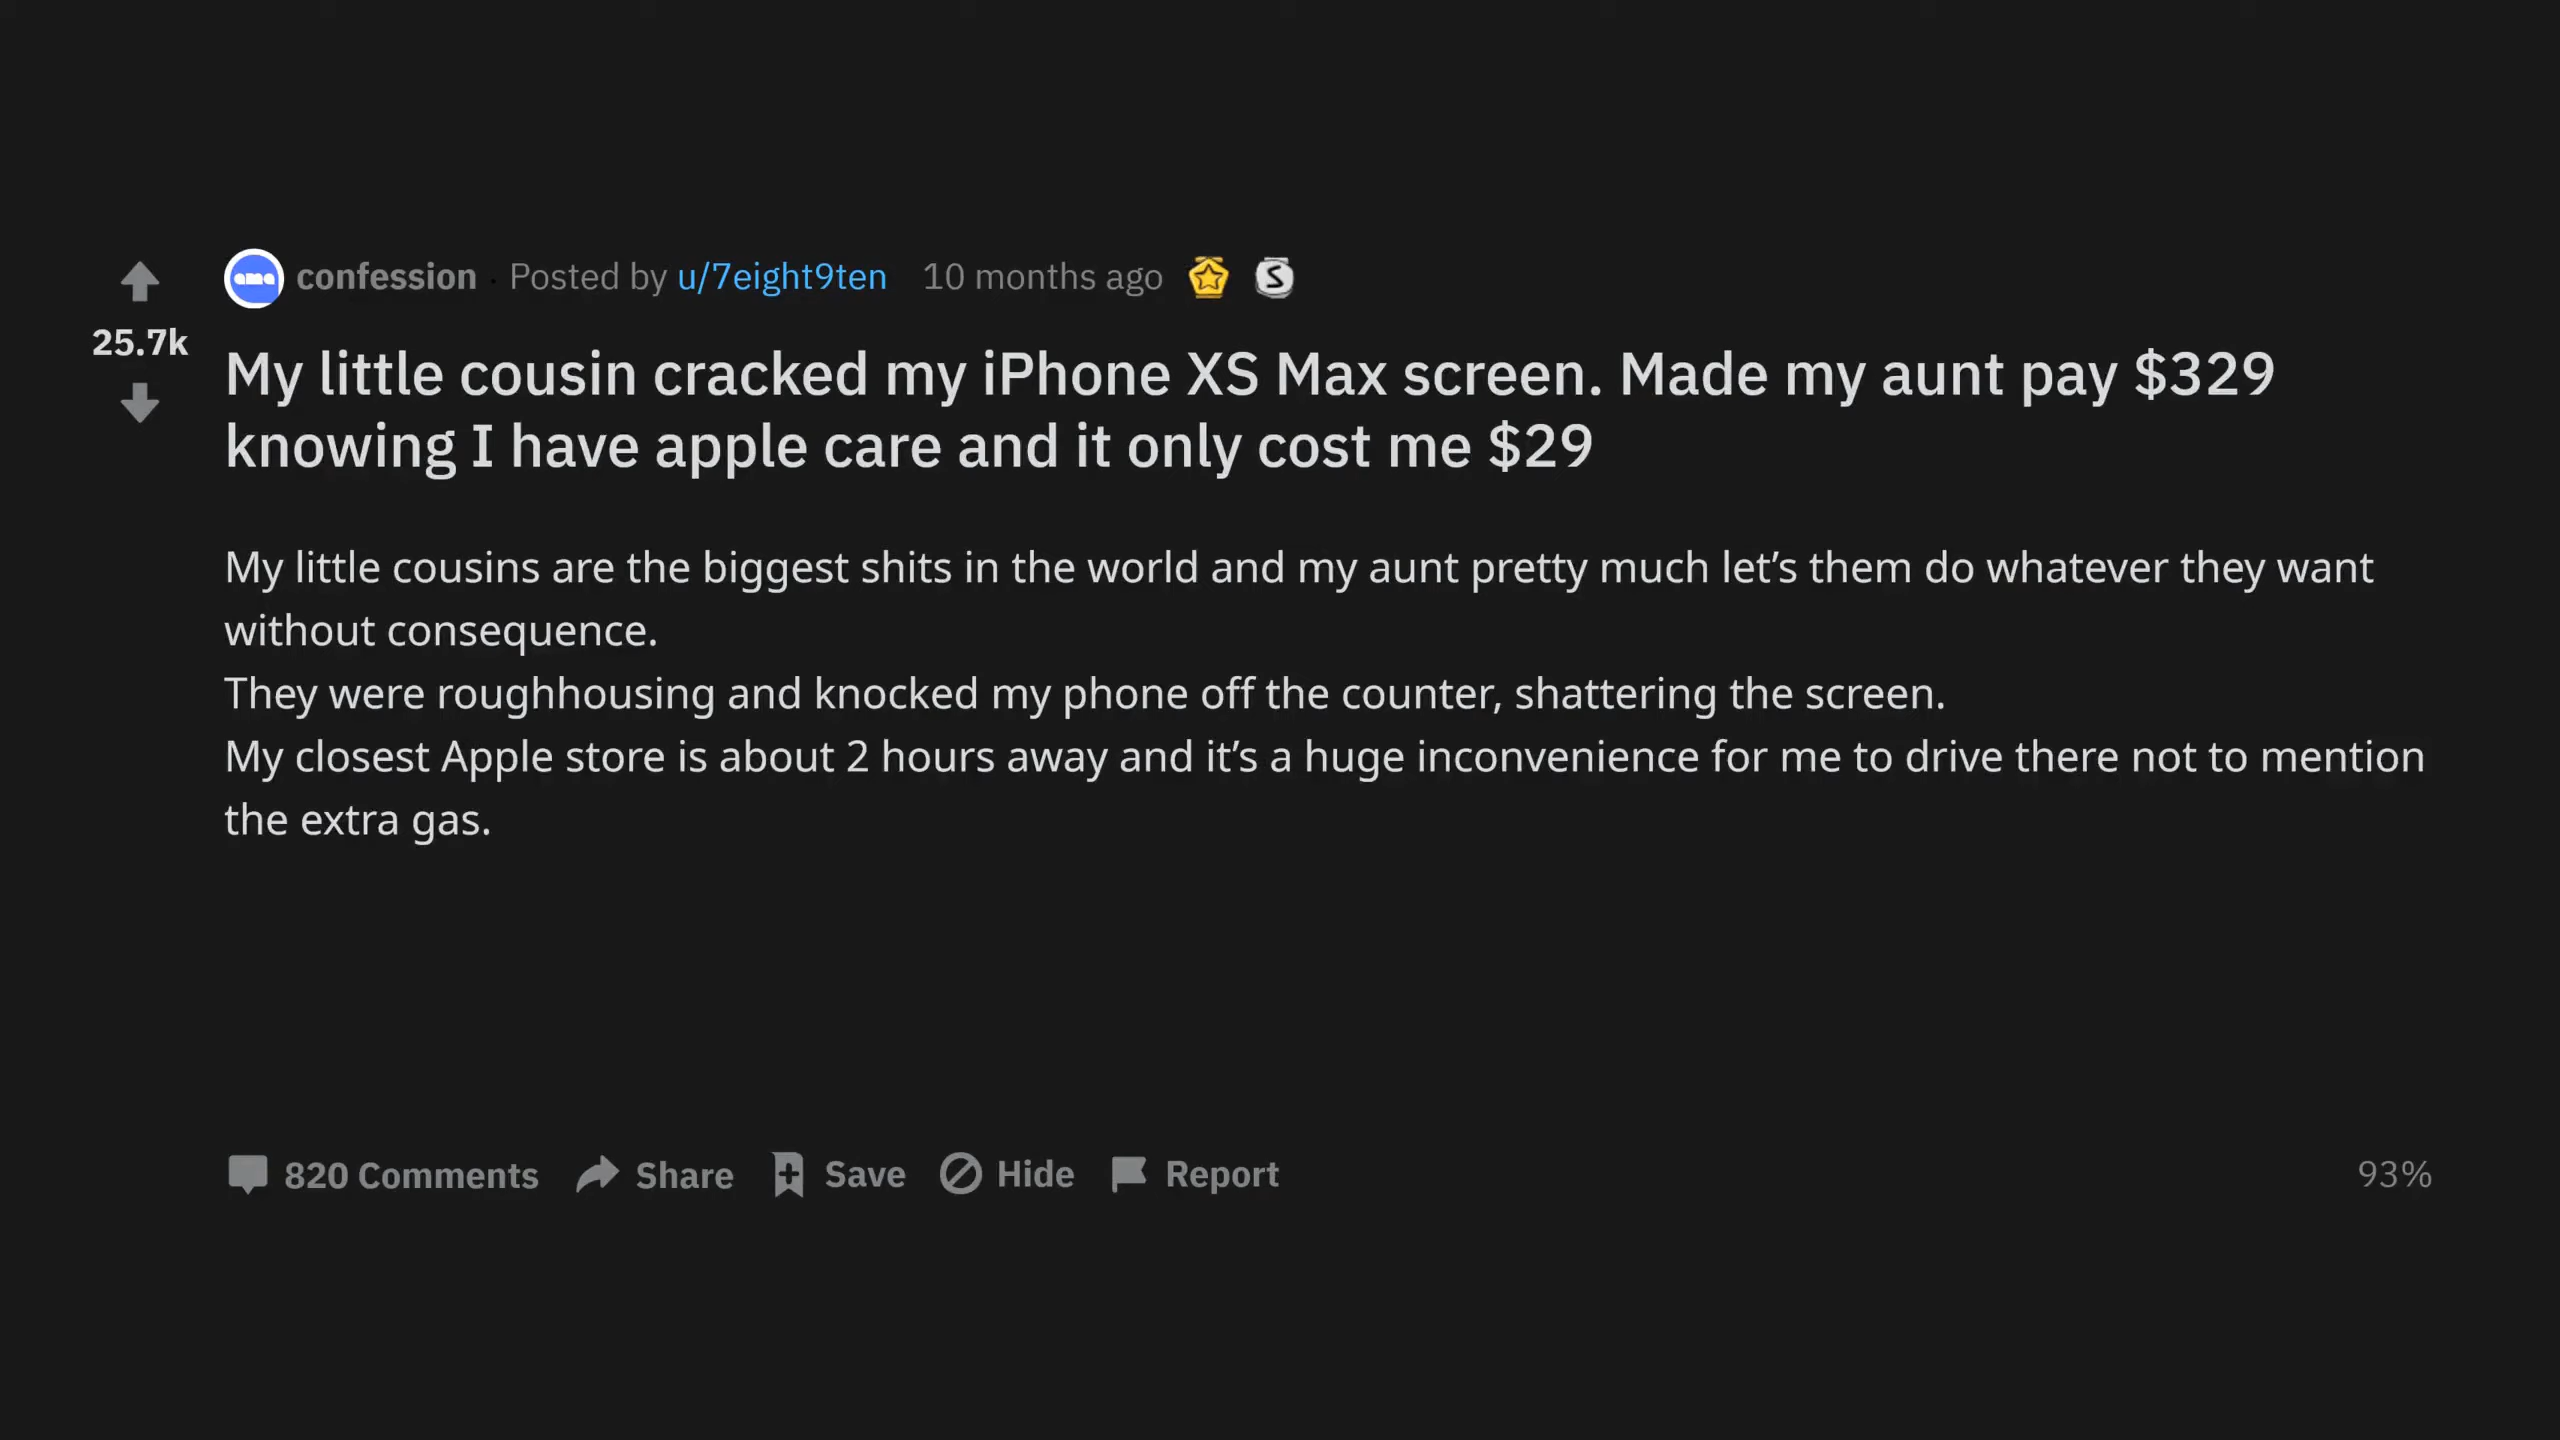 ama confession · Posted by u/7eight9ten 10 months ago S
25.7k
My little cousin cracked my iPhone XS Max screen. Made my aunt pay $329
knowing I have apple care and it only cost me $29
My little cousins are the biggest shits in the world and my aunt pretty much let’s them do whatever they want
without consequence.
They were roughhousing and knocked my phone off the counter, shattering the screen.
My closest Apple store is about 2 hours away and it’s a huge inconvenience for me to drive there not to mention
the extra gas.
820 Comments Share Save Hide Report 93%